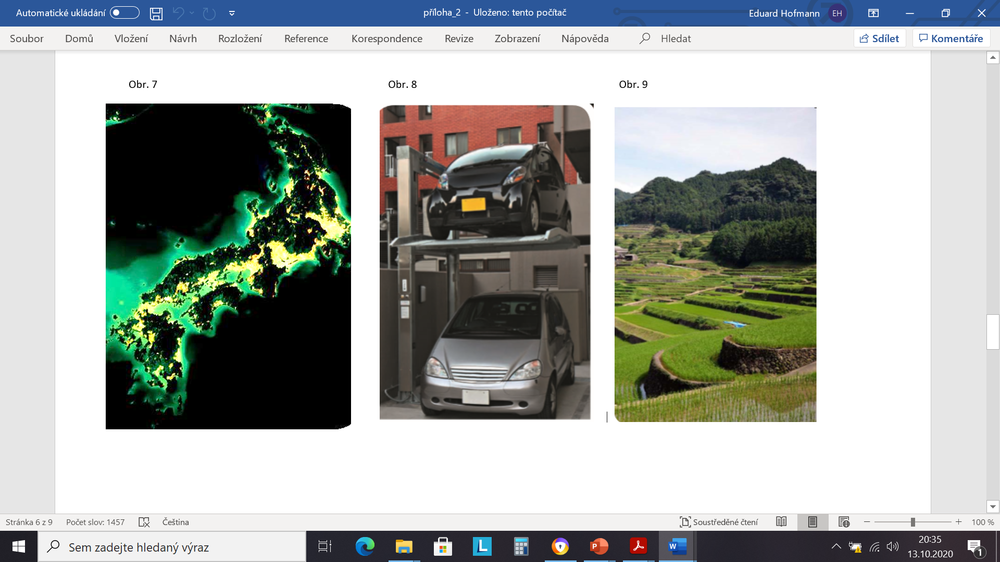 Automatické ukládání
příloha_2 - Uloženo: tento počítač
Eduard Hofmann EH
Soubor Domů Vložení Návrh Rozložení Reference Korespondence Revize Zobrazení Nápověda Hledat Sdílet Komentáře
Obr. 7 Obr. 8 Obr. 9
Stránka 6 z 9 Počet slov: 1457 Čeština Soustředěné čtení 100 %
Sem zadejte hledaný výraz
L
P
W
20:35
13.10.2020
1